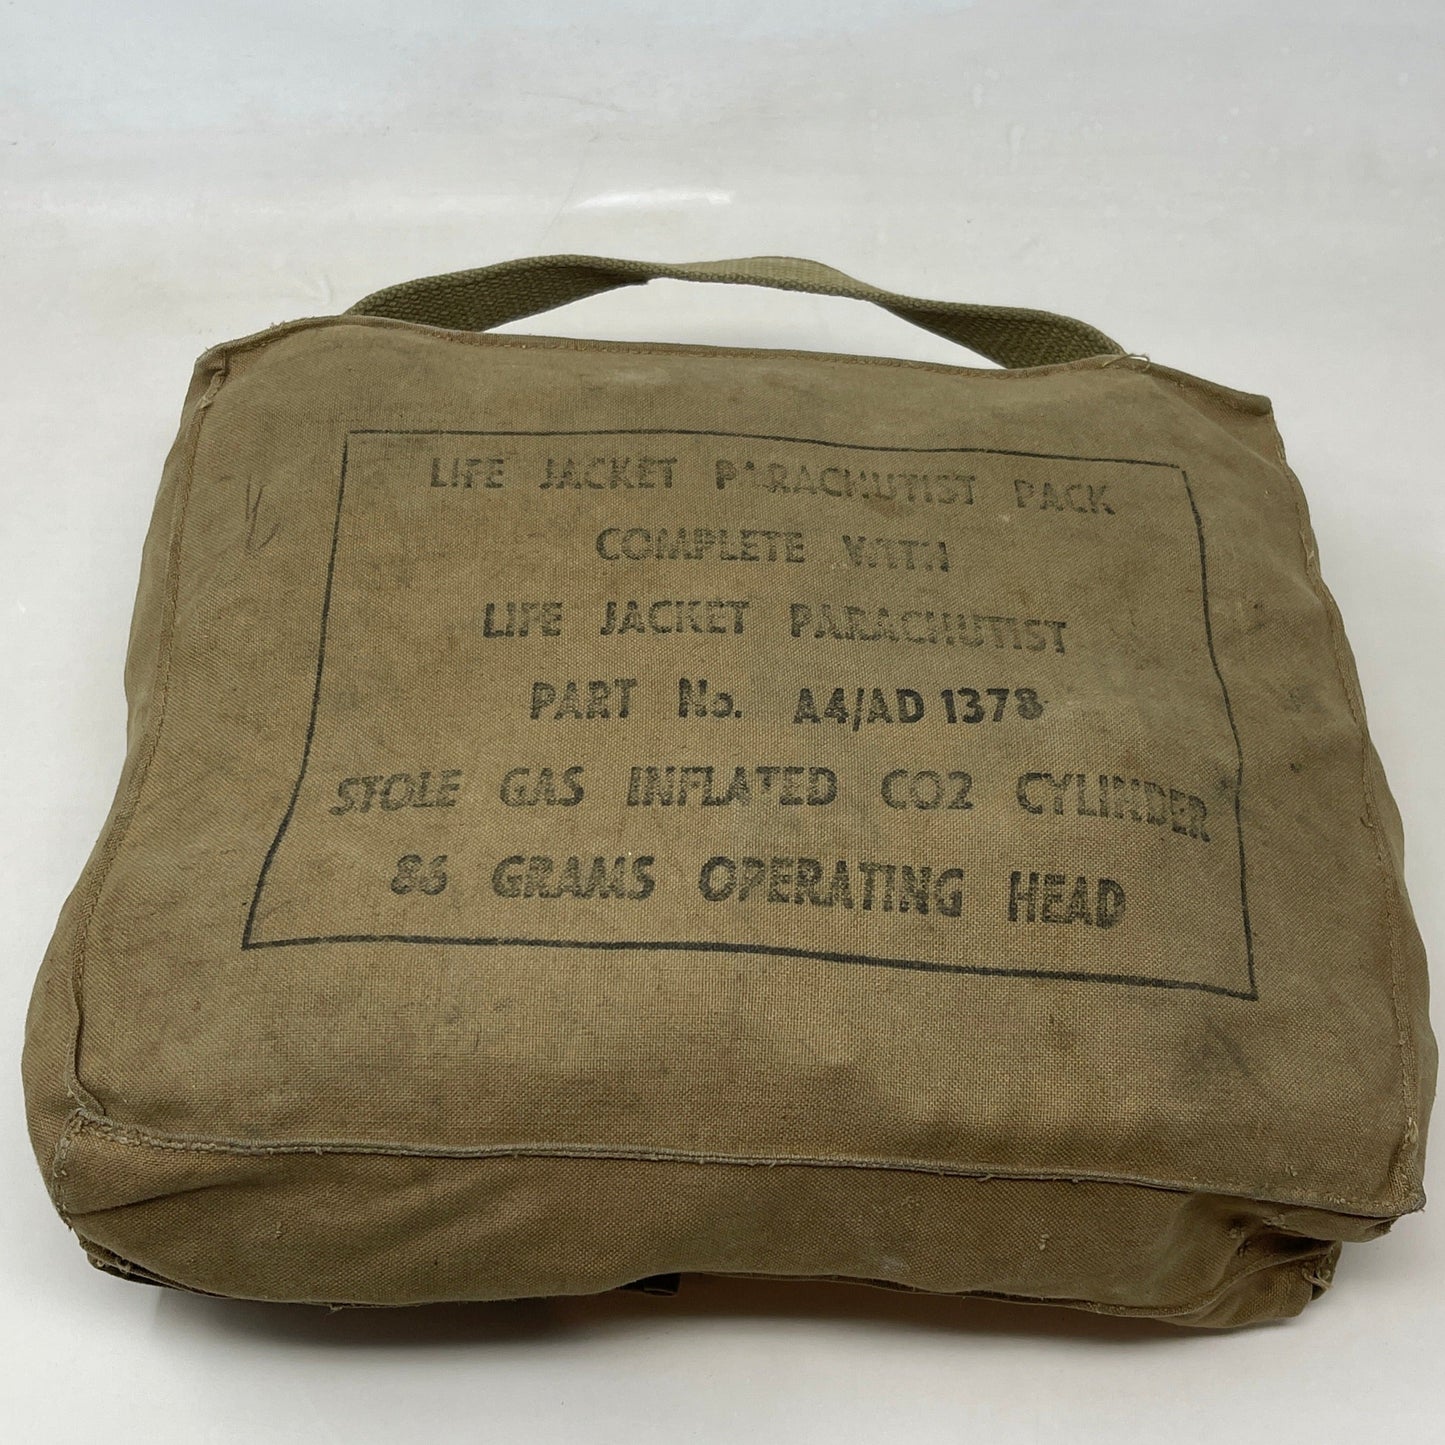 LIFE JACKET PARACHUTIST PACK
COMPLETE WITH
LIFE JACKET PARACHUTIST
PART No. A4/AD 1378
STOLE GAS INFLATED CO2 CYLINDER
86 GRAMS OPERATING HEAD